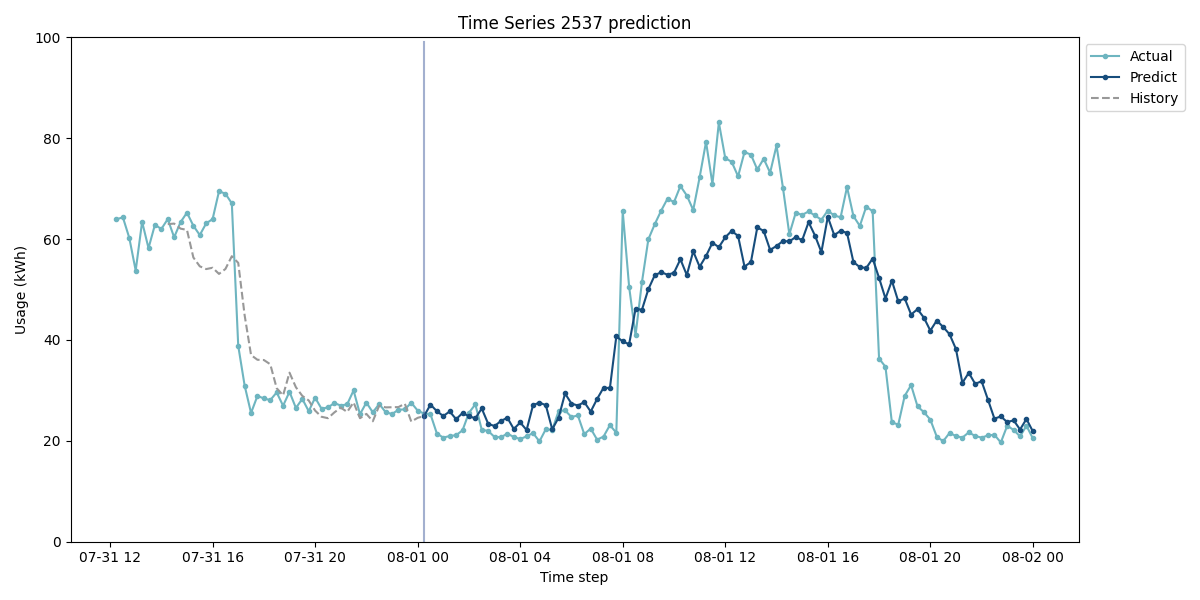 Time Series 2537 prediction
100
80
60
40
20
0
Usage (kWh)
07-31 12
07-31 16
07-31 20
08-01 00
08-01 04
08-01 08
08-01 12
08-01 16
08-01 20
08-02 00
Time step
Actual
Predict
History